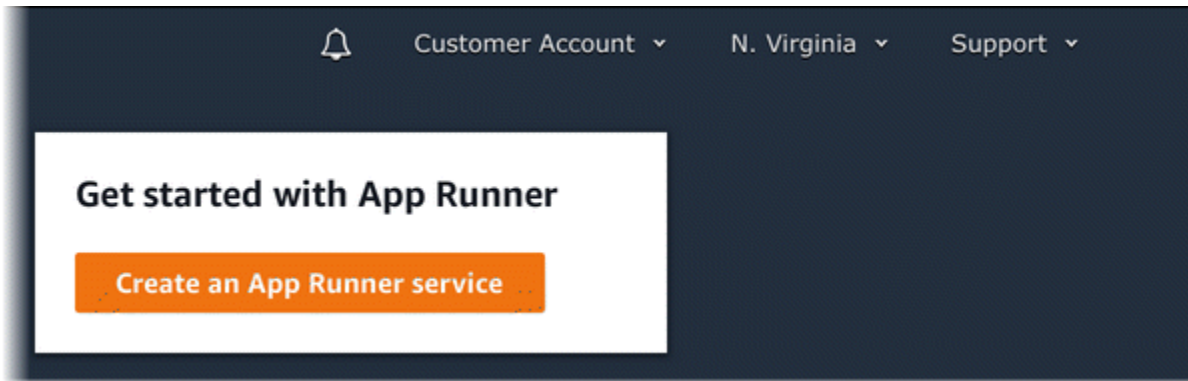 Customer Account N. Virginia Support
Get started with App Runner
Create an App Runner service